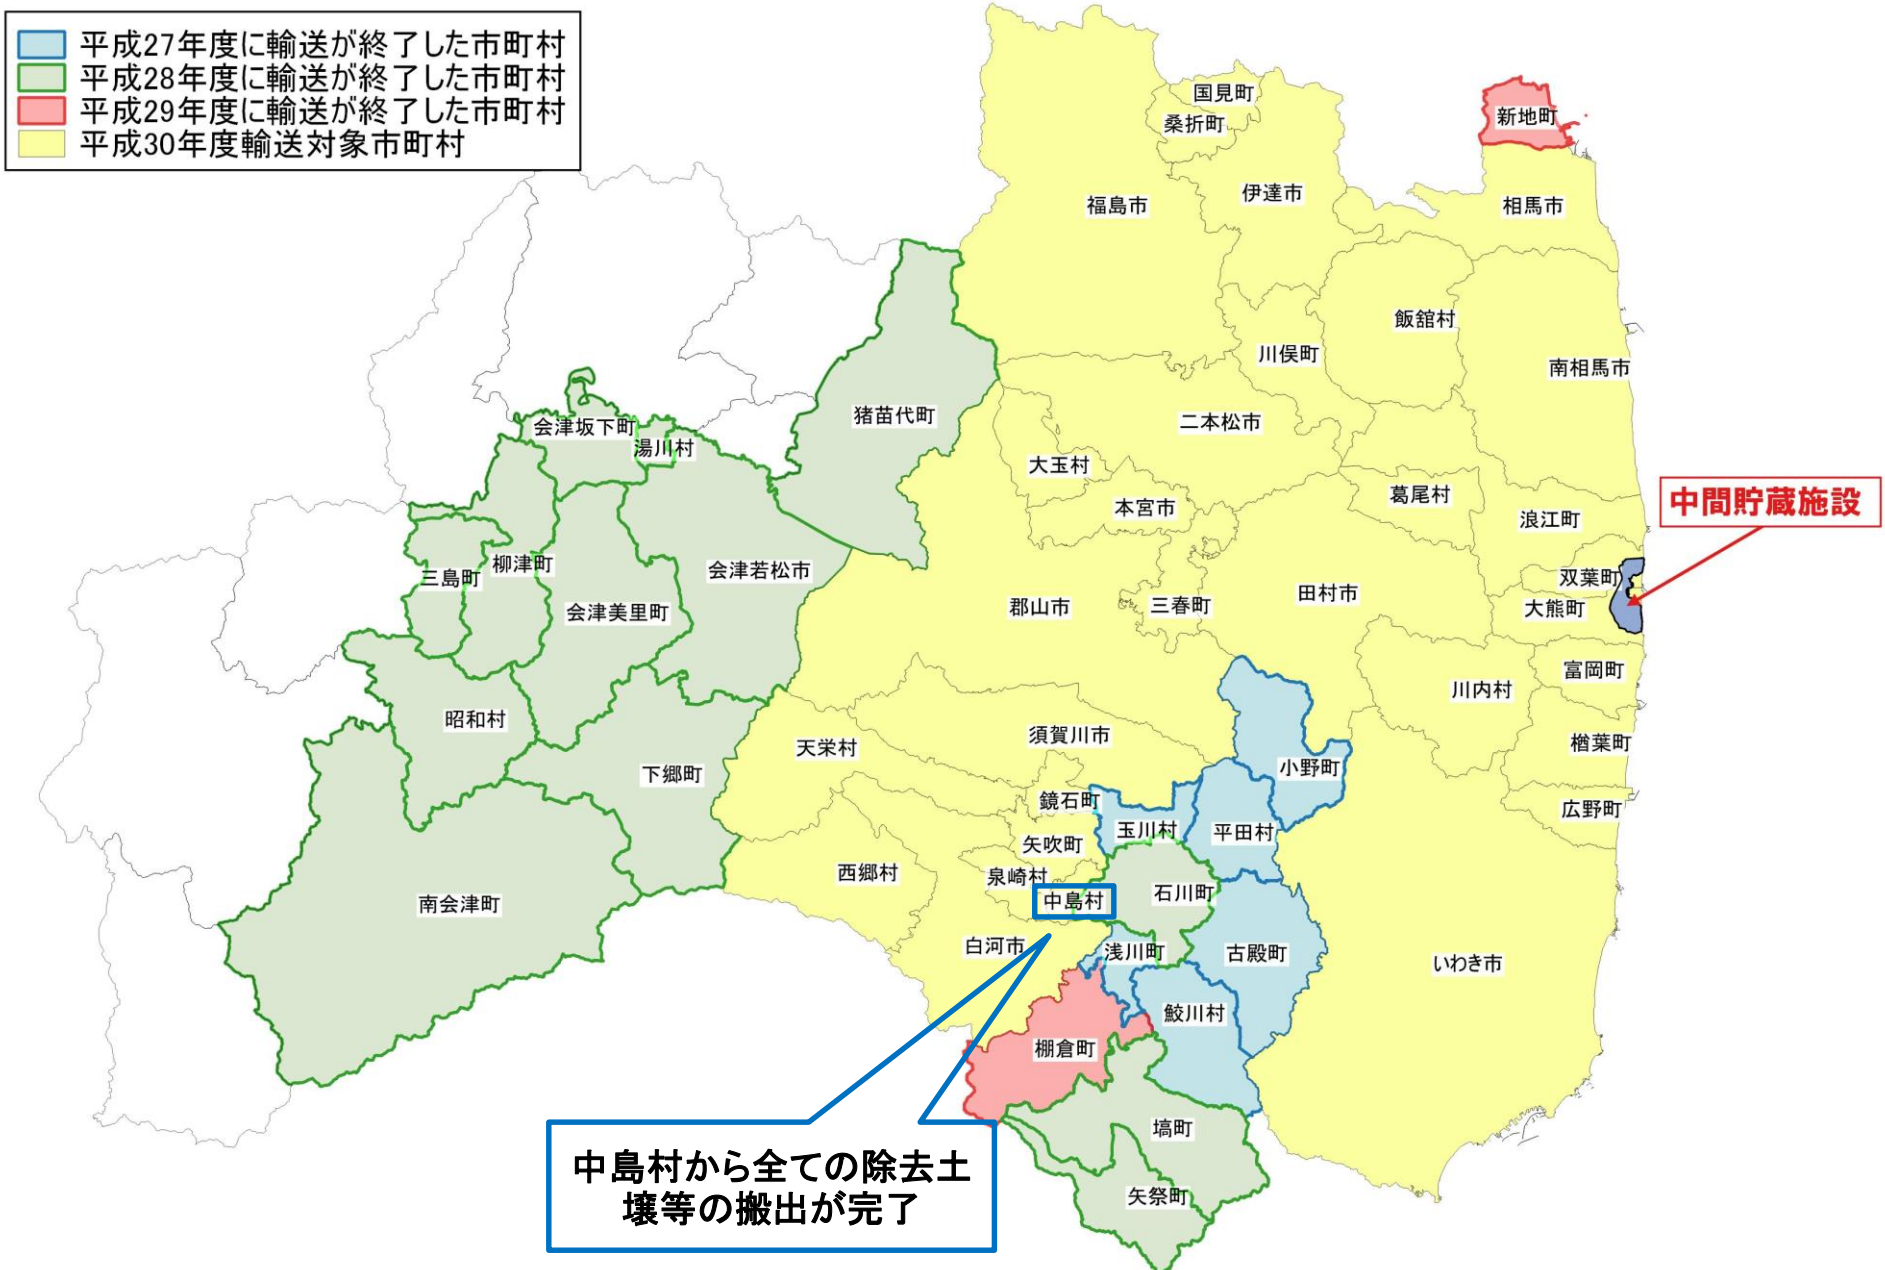 平成27年度に輸送が終了した市町村
平成28年度に輸送が終了した市町村
平成29年度に輸送が終了した市町村
平成30年度輸送対象市町村
国見町
桑折町
新地町
福島市
伊達市
相馬市
飯舘村
川俣町
南相馬市
猪苗代町
二本松市
会津坂下町
湯川村
大玉村
葛尾村
本宮市
浪江町
中間貯蔵施設
柳津町
三島町
会津若松市
双葉町
会津美里町
郡山市
三春町
田村市
大熊町
富岡町
川内村
昭和村
天栄村
須賀川市
楢葉町
下郷町
小野町
鏡石町
広野町
玉川村
平田村
矢吹町
西郷村
泉崎村
石川町
中島村
南会津町
白河市
浅川町
古殿町
いわき市
鮫川村
棚倉町
塙町
矢祭町
中島村から全ての除去土
壌等の搬出が完了